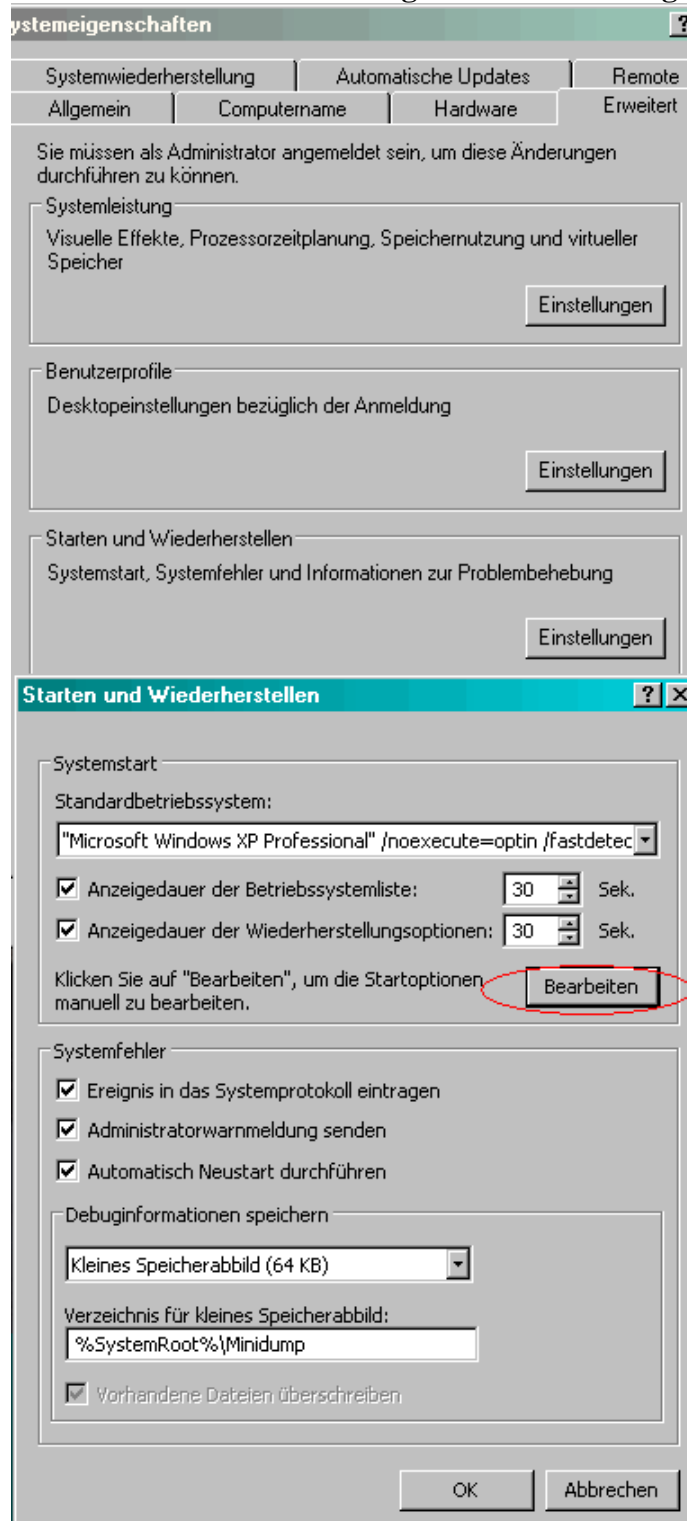 ystemeigenschaften
Systemwiederherstellung Automatische Updates Remote
Allgemein Computername Hardware Erweitert
Sie müssen als Administrator angemeldet sein, um diese Änderungen
durchführen zu können.
Systemleistung
Visuelle Effekte, Prozessorzeitplanung, Speichernutzung und virtueller
Speicher
Einstellungen
Benutzerprofile
Desktopeinstellungen bezüglich der Anmeldung
Einstellungen
Starten und Wiederherstellen
Systemstart, Systemfehler und Informationen zur Problembehebung
Einstellungen
Starten und Wiederherstellen
Systemstart
Standardbetriebssystem:
"Microsoft Windows XP Professional" /noexecute=optin /fastdetec
Anzeigedauer der Betriebssystemliste: 30 Sek.
Anzeigedauer der Wiederherstellungsoptionen: 30 Sek.
Klicken Sie auf "Bearbeiten", um die Startoptionen
manuell zu bearbeiten.
Bearbeiten
Systemfehler
Ereignis in das Systemprotokoll eintragen
Administratorwarnmeldung senden
Automatisch Neustart durchführen
Debuginformationen speichern
Kleines Speicherabbild (64 KB)
Verzeichnis für kleines Speicherabbild:
%SystemRoot%\Minidump
Vorhandene Dateien überschreiben
OK Abbrechen